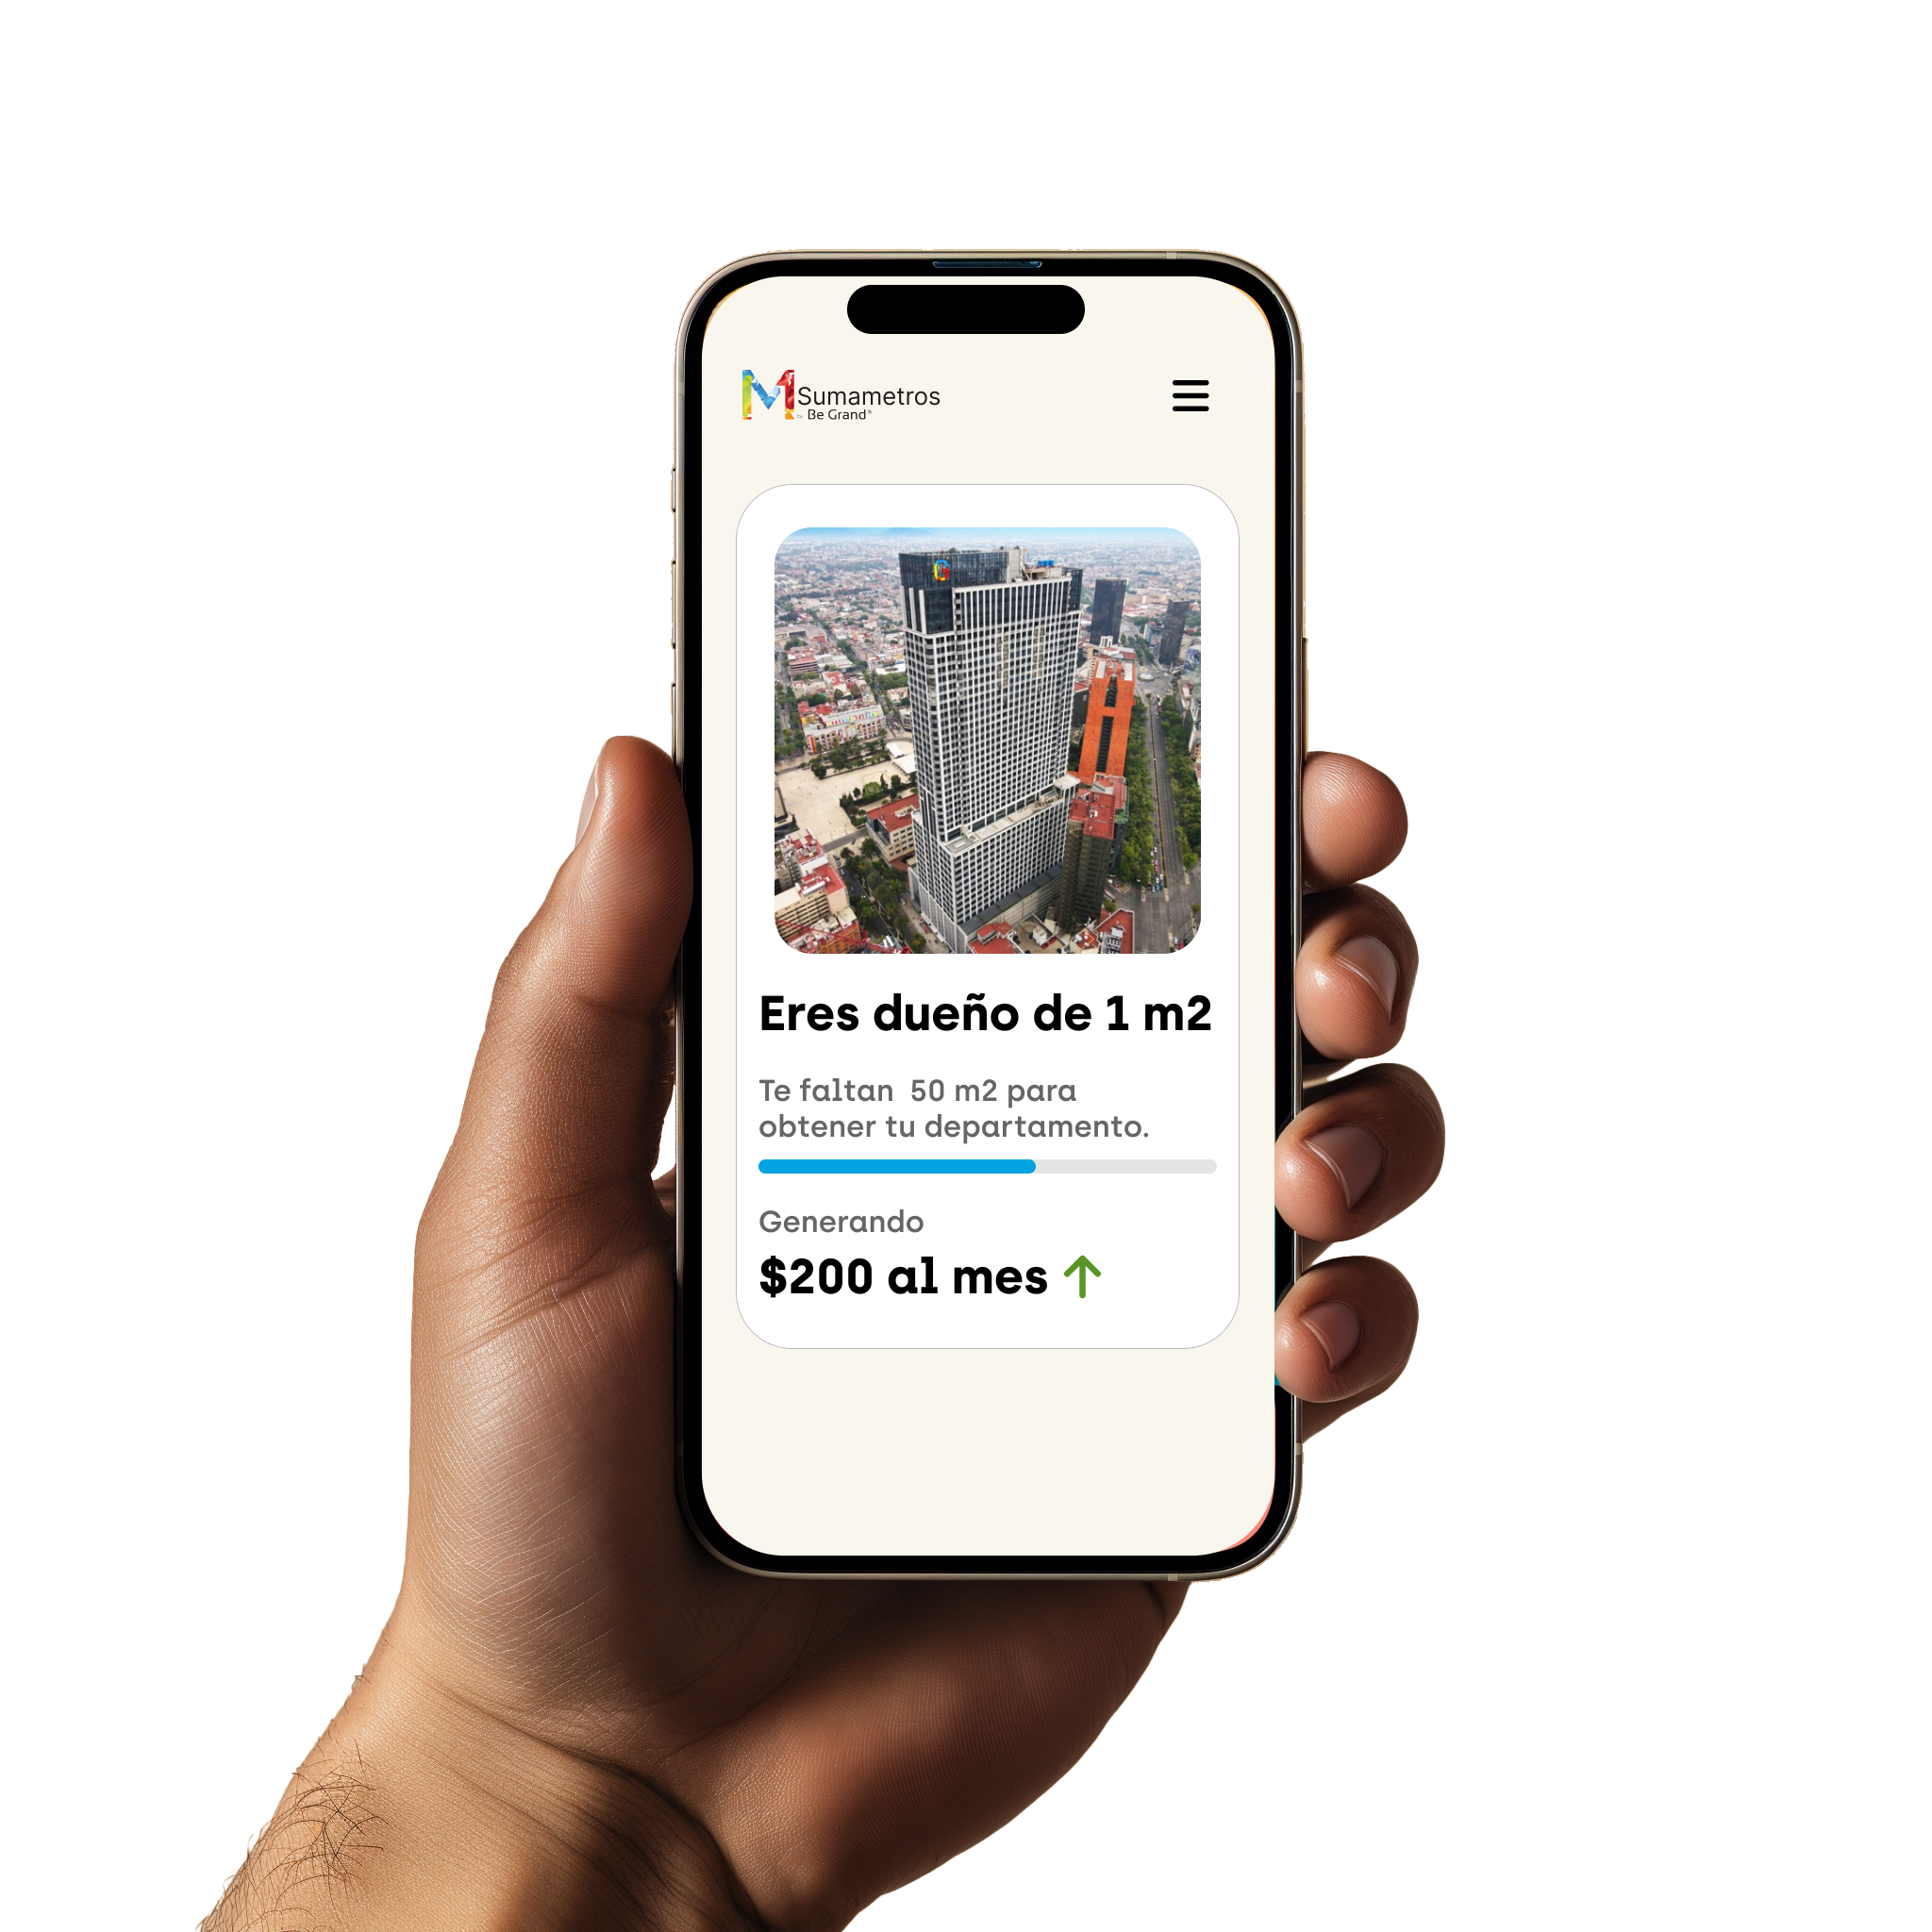 Sumametros
by Be Grand®
Eres dueño de 1 m2
Te faltan 50 m2 para
obtener tu departamento.
Generando
$200 al mes